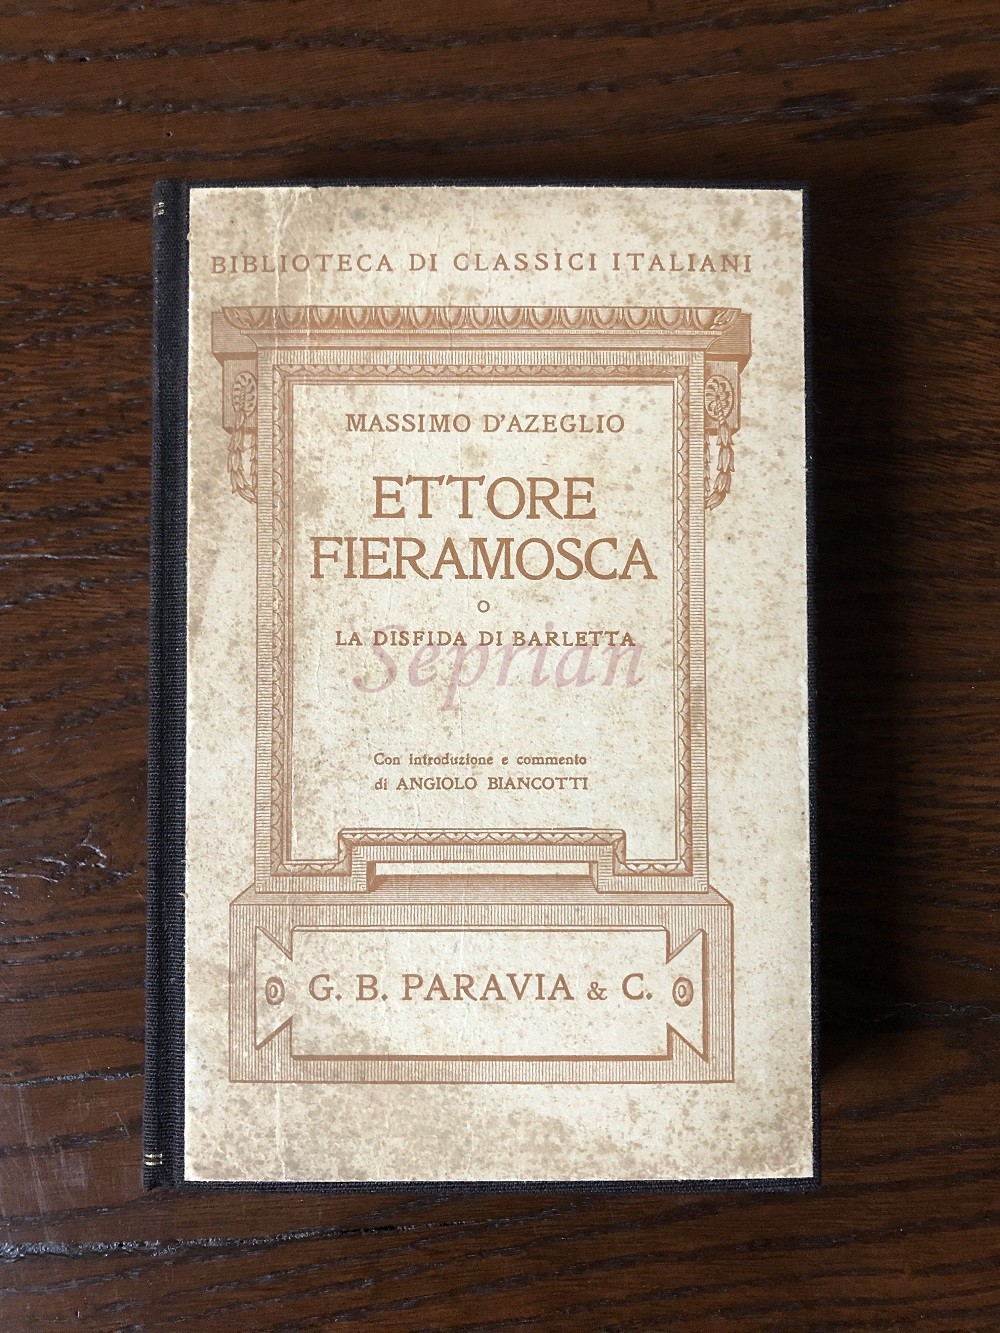 BIBLIOTECA DI CLASSICI ITALIANI
MASSIMO D'AZEGLIO
ETTORE
FIERAMOSCA
O
LA DISFIDA DI BARLETTA
Seprian
Con introduzione e commento
di ANGIOLO BIANCOTTI
G. B. PARAVIA & C.